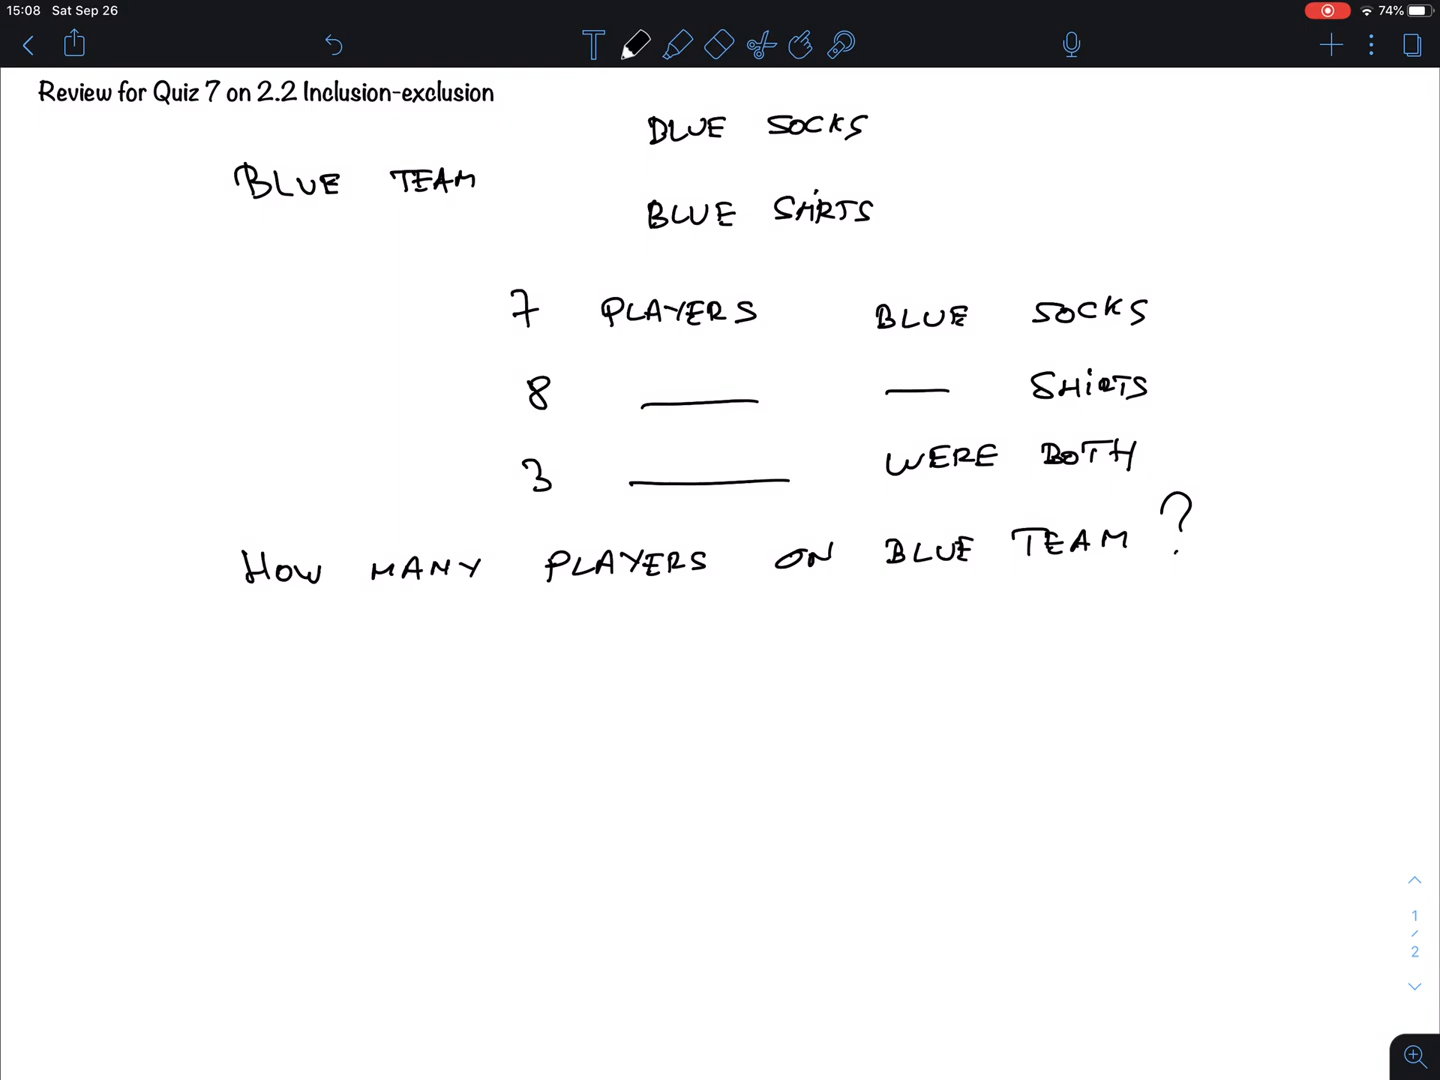 15:08 Sat Sep 26
74%
Review for Quiz 7 on 2.2 Inclusion-exclusion
BLUE SOCKS
BLUE TEAM
BLUE SHIRTS
7 PLAYERS BLUE SOCKS
8 SHIRTS
3 WERE BOTH
HOW MANY PLAYERS ON BLUE TEAM?
1
/
2